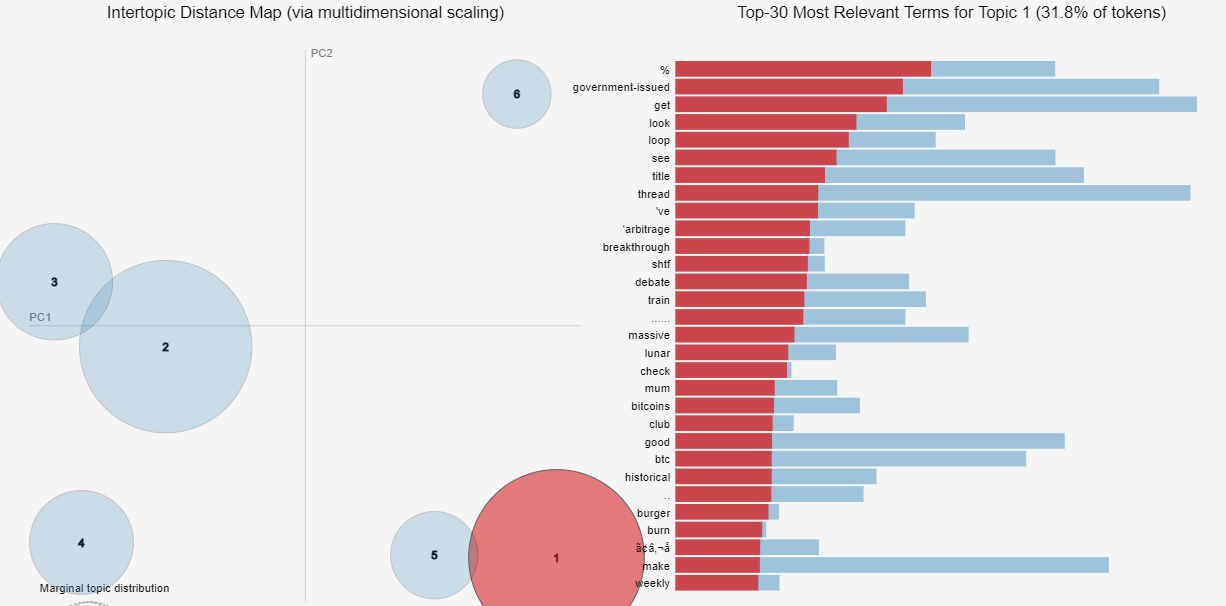 Intertopic Distance Map (via multidimensional scaling)
PC2
6
3
PC1
2
4
5
1
Marginal topic distribution
Top-30 Most Relevant Terms for Topic 1 (31.8% of tokens)
%
government-issued
get
look
loop
see
title
thread
've
'arbitrage
breakthrough
shtf
debate
train
......
massive
lunar
check
mum
bitcoins
club
good
btc
historical
..
burger
burn
ã¢â‚¬å
make
weekly